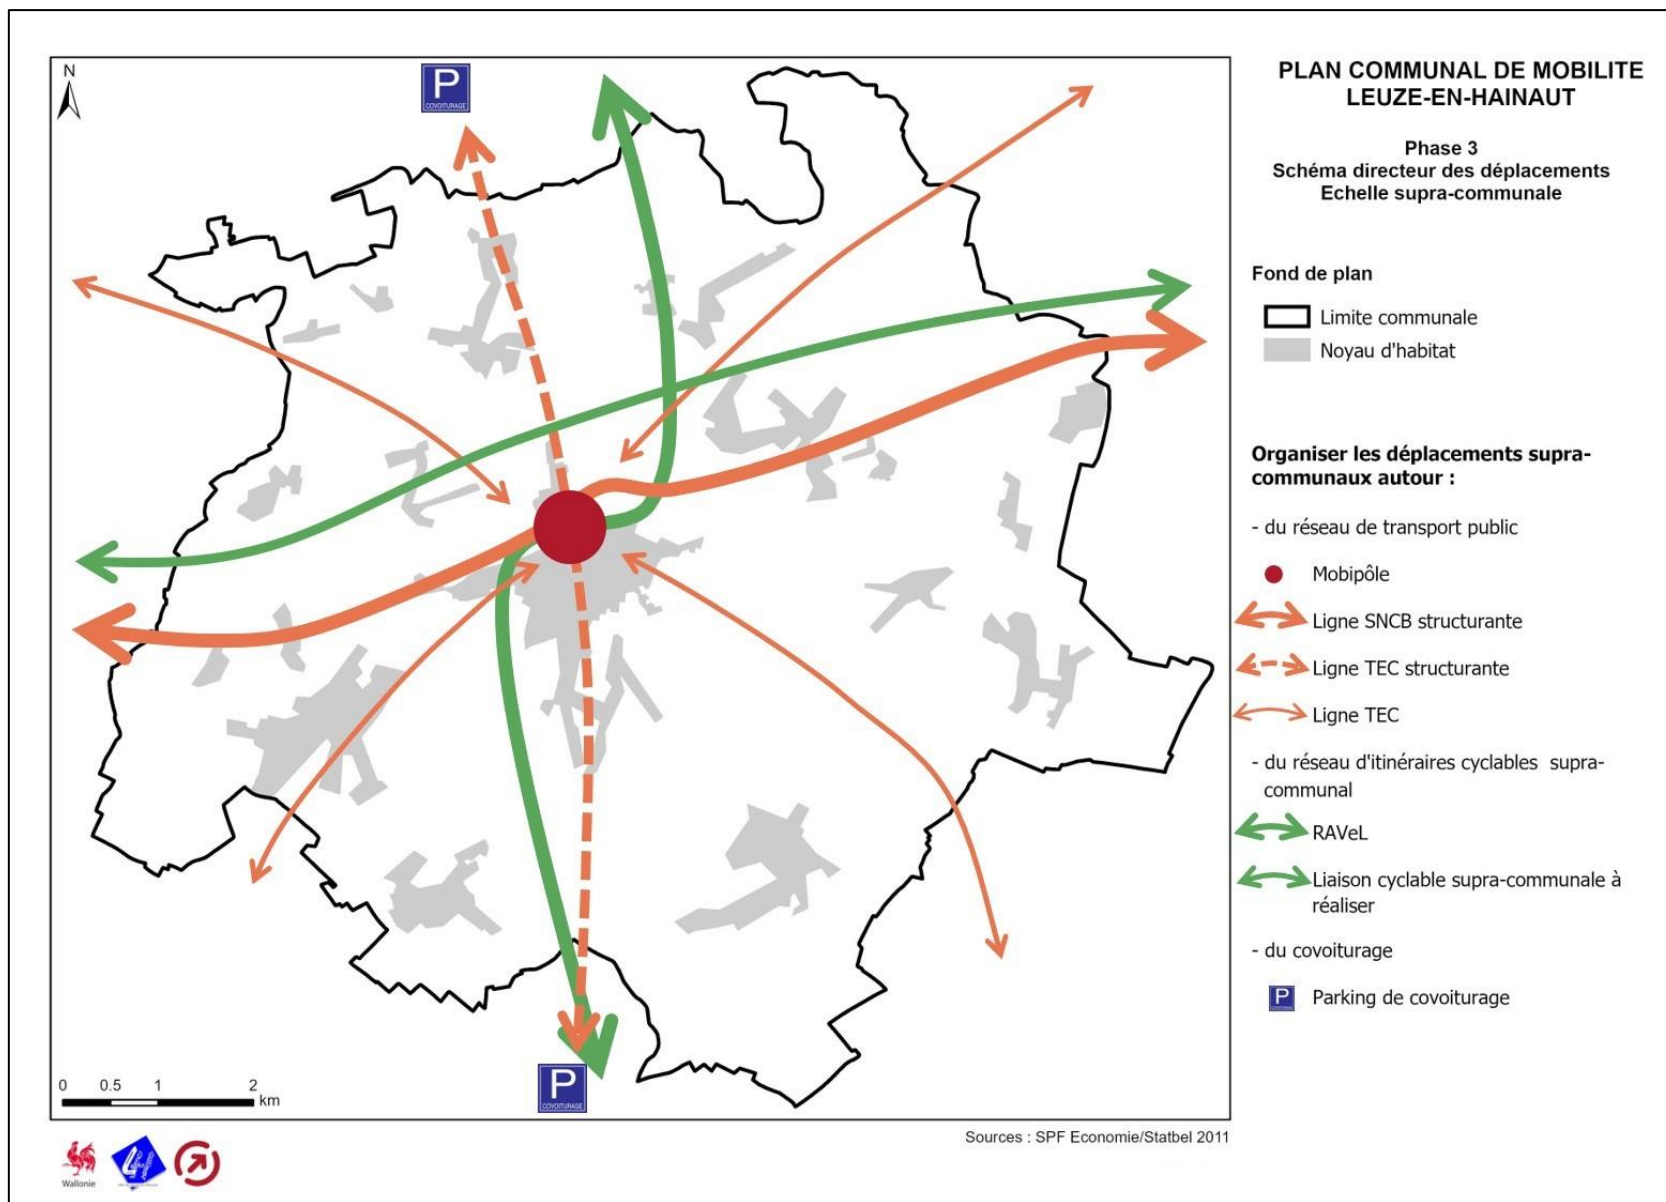 N
P
COVOITURAGE
P
COVOITURAGE
0 0.5 1 2
km
Sources : SPF Economie/Statbel 2011
Wallonie
PLAN COMMUNAL DE MOBILITE
LEUZE-EN-HAINAUT
Phase 3
Schéma directeur des déplacements
Echelle supra-communale
Fond de plan
Limite communale
Noyau d'habitat
Organiser les déplacements supra-
communaux autour :
- du réseau de transport public
Mobipôle
Ligne SNCB structurante
Ligne TEC structurante
Ligne TEC
- du réseau d'itinéraires cyclables supra-
communal
RAVeL
Liaison cyclable supra-communale à
réaliser
- du covoiturage
P
Parking de covoiturage